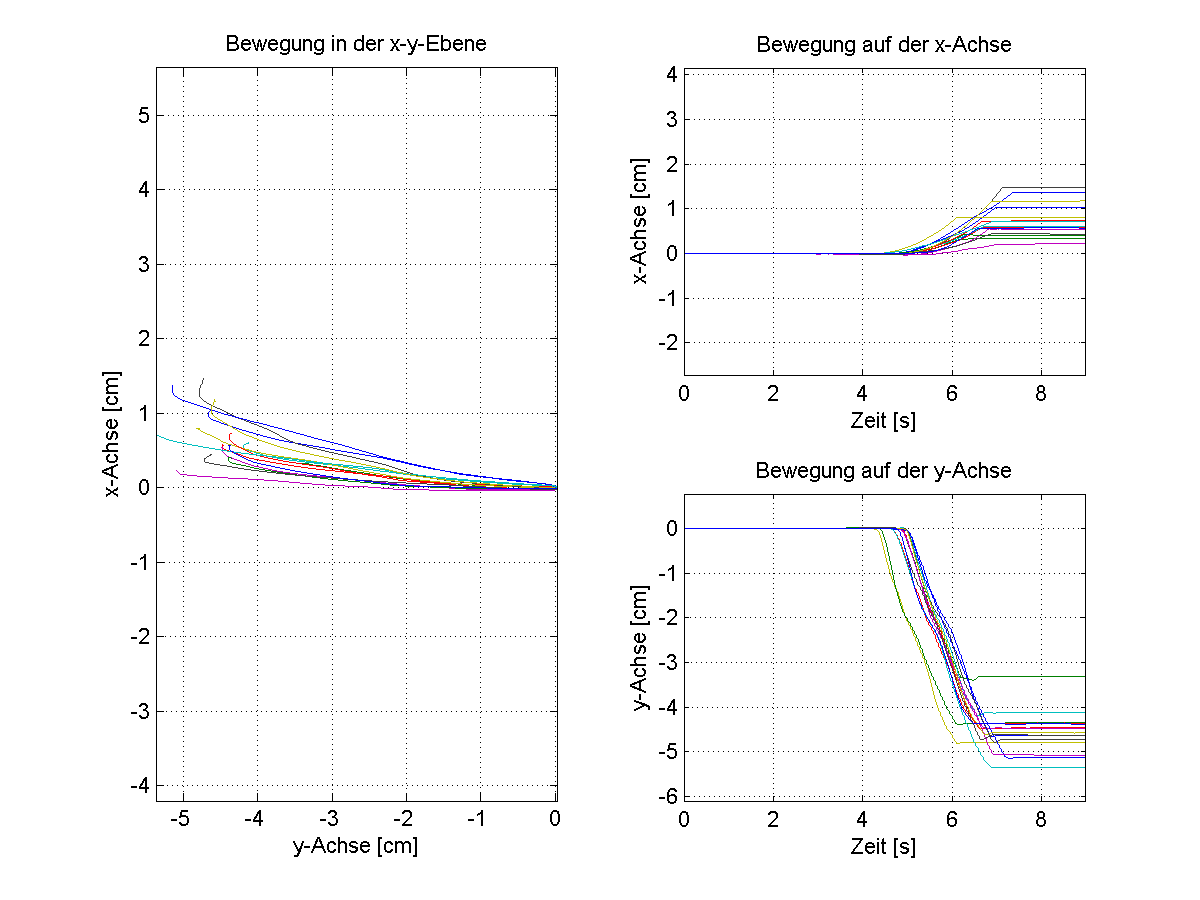 Bewegung in der x-y-Ebene
x-Achse [cm]
5
4
3
2
1
0
-1
-2
-3
-4
-5 -4 -3 -2 -1 0
y-Achse [cm]
Bewegung auf der x-Achse
x-Achse [cm]
4
3
2
1
0
-1
-2
0 2 4 6 8
Zeit [s]
Bewegung auf der y-Achse
y-Achse [cm]
0
-1
-2
-3
-4
-5
-6
0 2 4 6 8
Zeit [s]